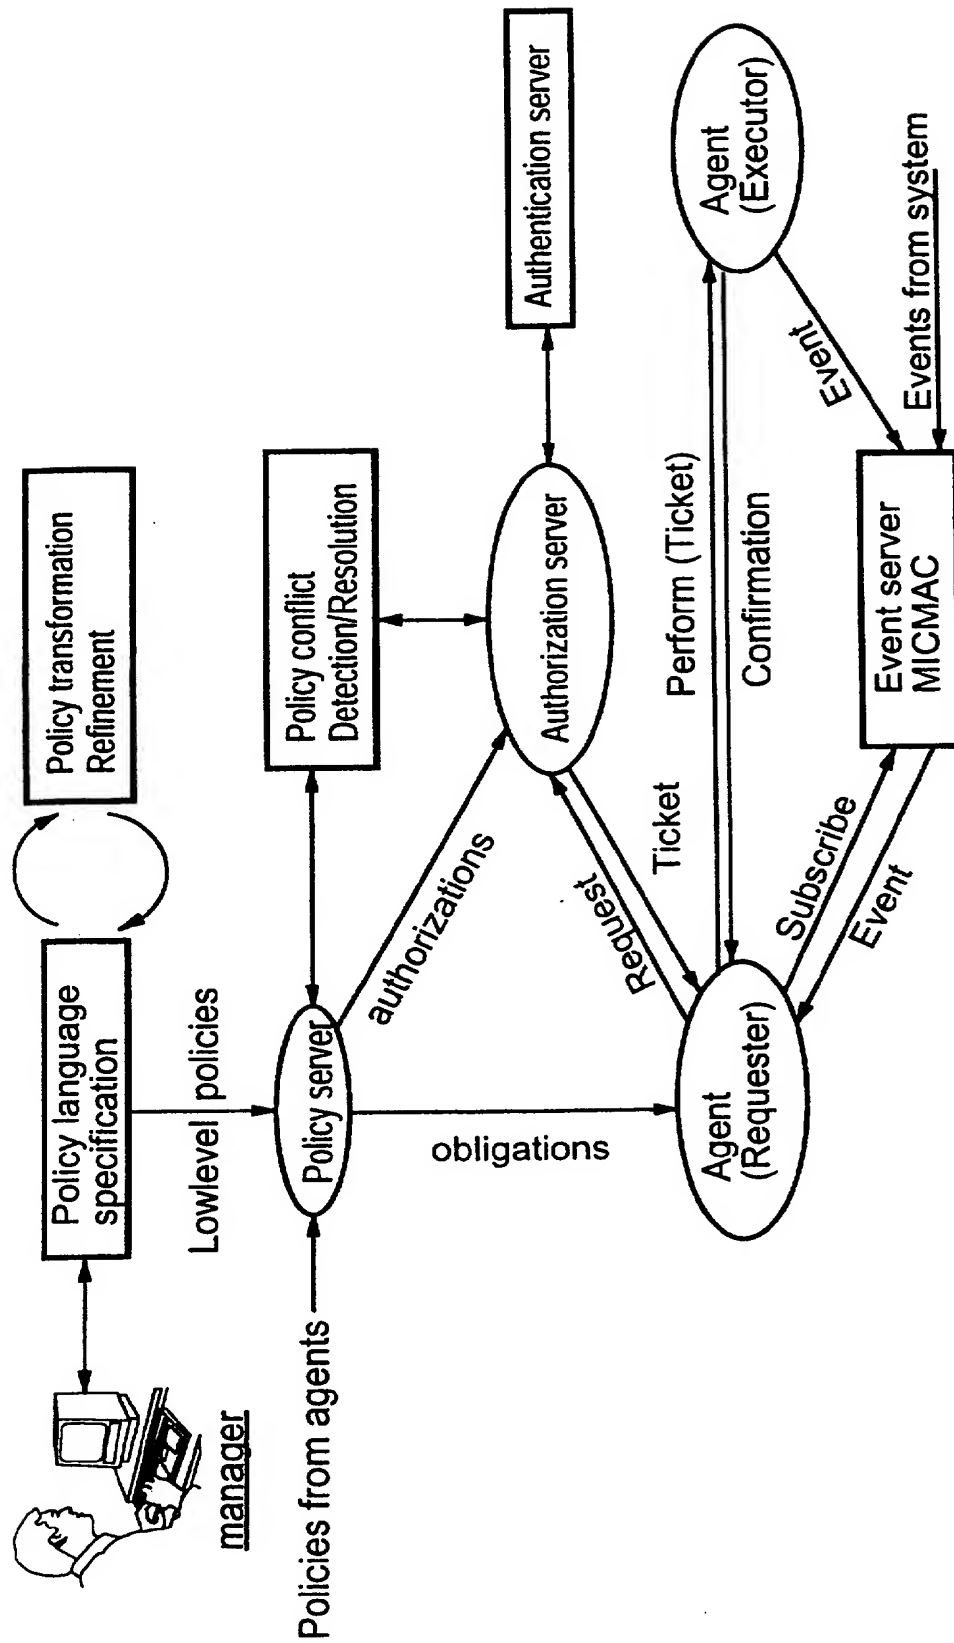 manager
Policy language
specification
Policy transformation
Refinement
Lowlevel policies
Policies from agents
Policy server
Policy conflict
Detection/Resolution
authorizations
Authorization server
Authentication server
obligations
Request
Ticket
Agent
(Requester)
Perform (Ticket)
Confirmation
Agent
(Executor)
Subscribe
Event
Event server
MICMAC
Event
Events from system